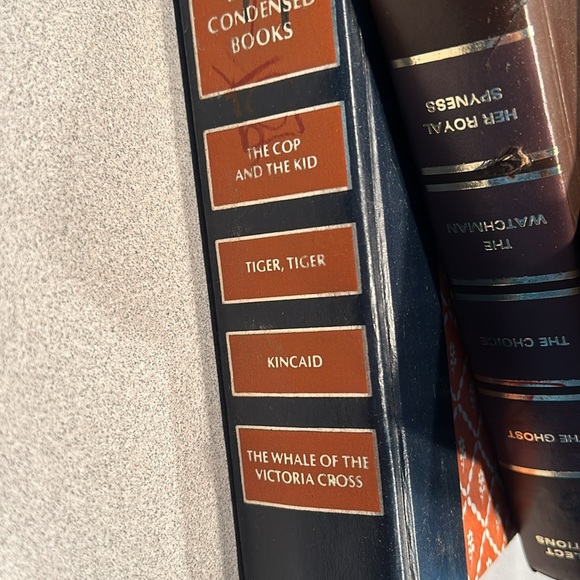 CONDENSED
BOOKS
THE COP
AND THE KID
TIGER, TIGER
KINCAID
THE WHALE OF THE
VICTORIA CROSS
HER ROYAL
SPYNESS
THE
WATCHMAN
THE CHOICE
THE GHOST